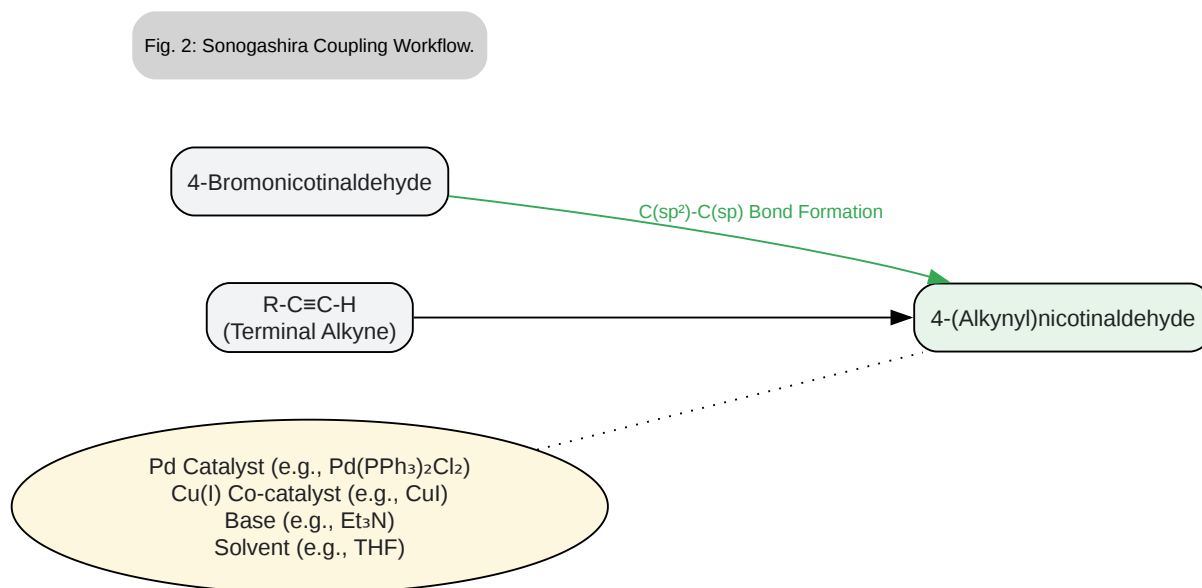 Fig. 2: Sonogashira Coupling Workflow.
4-Bromonicotinaldehyde
C(sp²)-C(sp) Bond Formation
R-C≡C-H
(Terminal Alkyne)
4-(Alkynyl)nicotinaldehyde
Pd Catalyst (e.g., Pd(PPh₃)₂Cl₂)
Cu(I) Co-catalyst (e.g., CuI)
Base (e.g., Et₃N)
Solvent (e.g., THF)